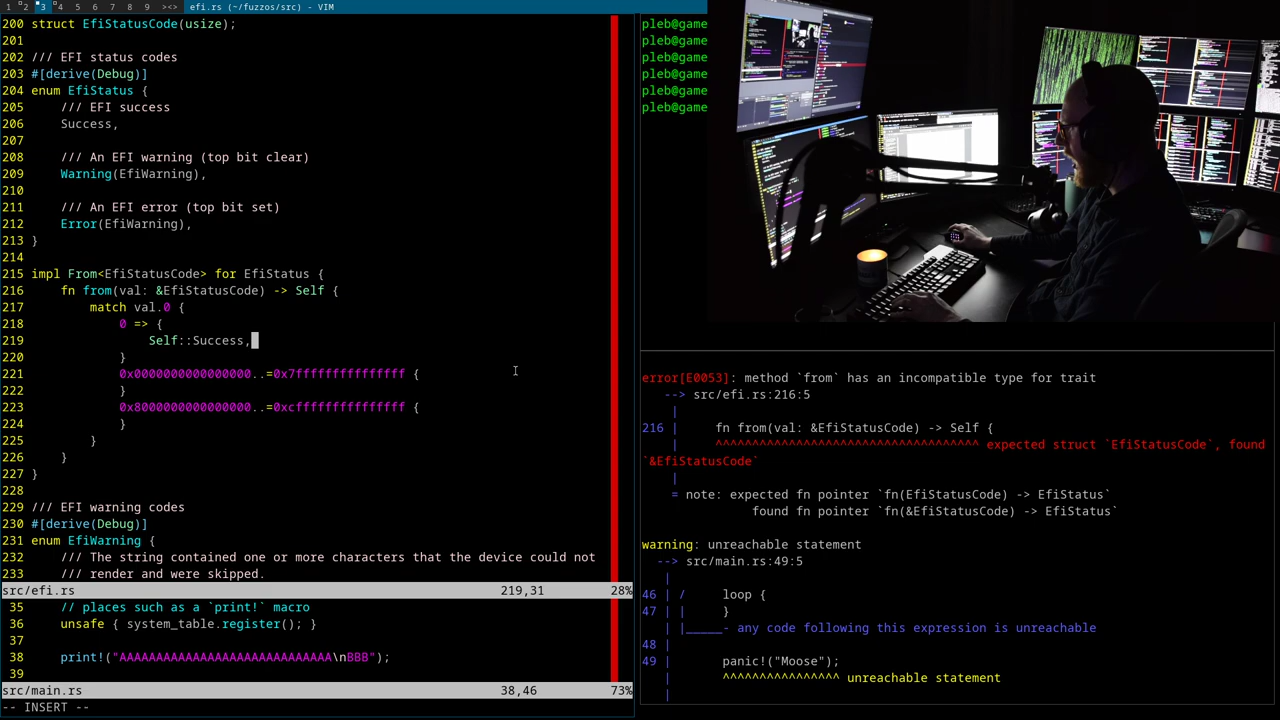 1 2 3 4 5 6 7 8 9 ><> efi.rs (~/fuzzos/src) - VIM
200 struct EfiStatusCode(usize);
201
202 /// EFI status codes
203 #[derive(Debug)]
204 enum EfiStatus {
205     /// EFI success
206     Success,
207
208     /// An EFI warning (top bit clear)
209     Warning(EfiWarning),
210
211     /// An EFI error (top bit set)
212     Error(EfiWarning),
213 }
214
215 impl From<EfiStatusCode> for EfiStatus {
216     fn from(val: &EfiStatusCode) -> Self {
217         match val.0 {
218             0 => {
219                 Self::Success,
220             }
221             0x0000000000000000..=0x7fffffffffffffff {
222             }
223             0x8000000000000000..=0xcfffffffffffffff {
224             }
225         }
226     }
227 }
228
229 /// EFI warning codes
230 #[derive(Debug)]
231 enum EfiWarning {
232     /// The string contained one or more characters that the device could not
233     /// render and were skipped.
src/efi.rs 219,31 28%
35     // places such as a `print!` macro
36     unsafe { system_table.register(); }
37
38     print!("AAAAAAAAAAAAAAAAAAAAAAAAAAAAA\nBBB");
39
src/main.rs 38,46 73%
-- INSERT --
pleb@game
pleb@game
pleb@game
pleb@game
pleb@game
pleb@game
error[E0053]: method `from` has an incompatible type for trait
   --> src/efi.rs:216:5
    |
216 |     fn from(val: &EfiStatusCode) -> Self {
    |     ^^^^^^^^^^^^^^^^^^^^^^^^^^^^^^^^^^^^ expected struct `EfiStatusCode`, found
`&EfiStatusCode`
    |
    = note: expected fn pointer `fn(EfiStatusCode) -> EfiStatus`
               found fn pointer `fn(&EfiStatusCode) -> EfiStatus`
warning: unreachable statement
  --> src/main.rs:49:5
   |
46 | /     loop {
47 | |     }
   | |_____- any code following this expression is unreachable
48 |
49 |       panic!("Moose");
   |       ^^^^^^^^^^^^^^^^ unreachable statement
   |